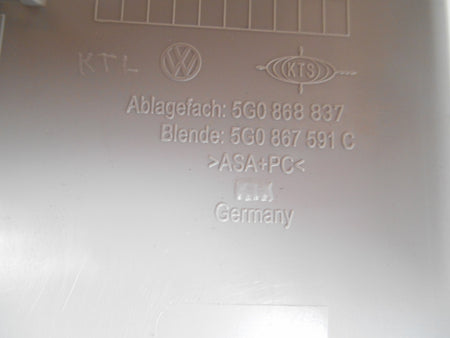 KTL
KTS
Ablagefach: 5G0 868 837
Blende: 5G0 867 591 C
>ASA+PC<
Germany